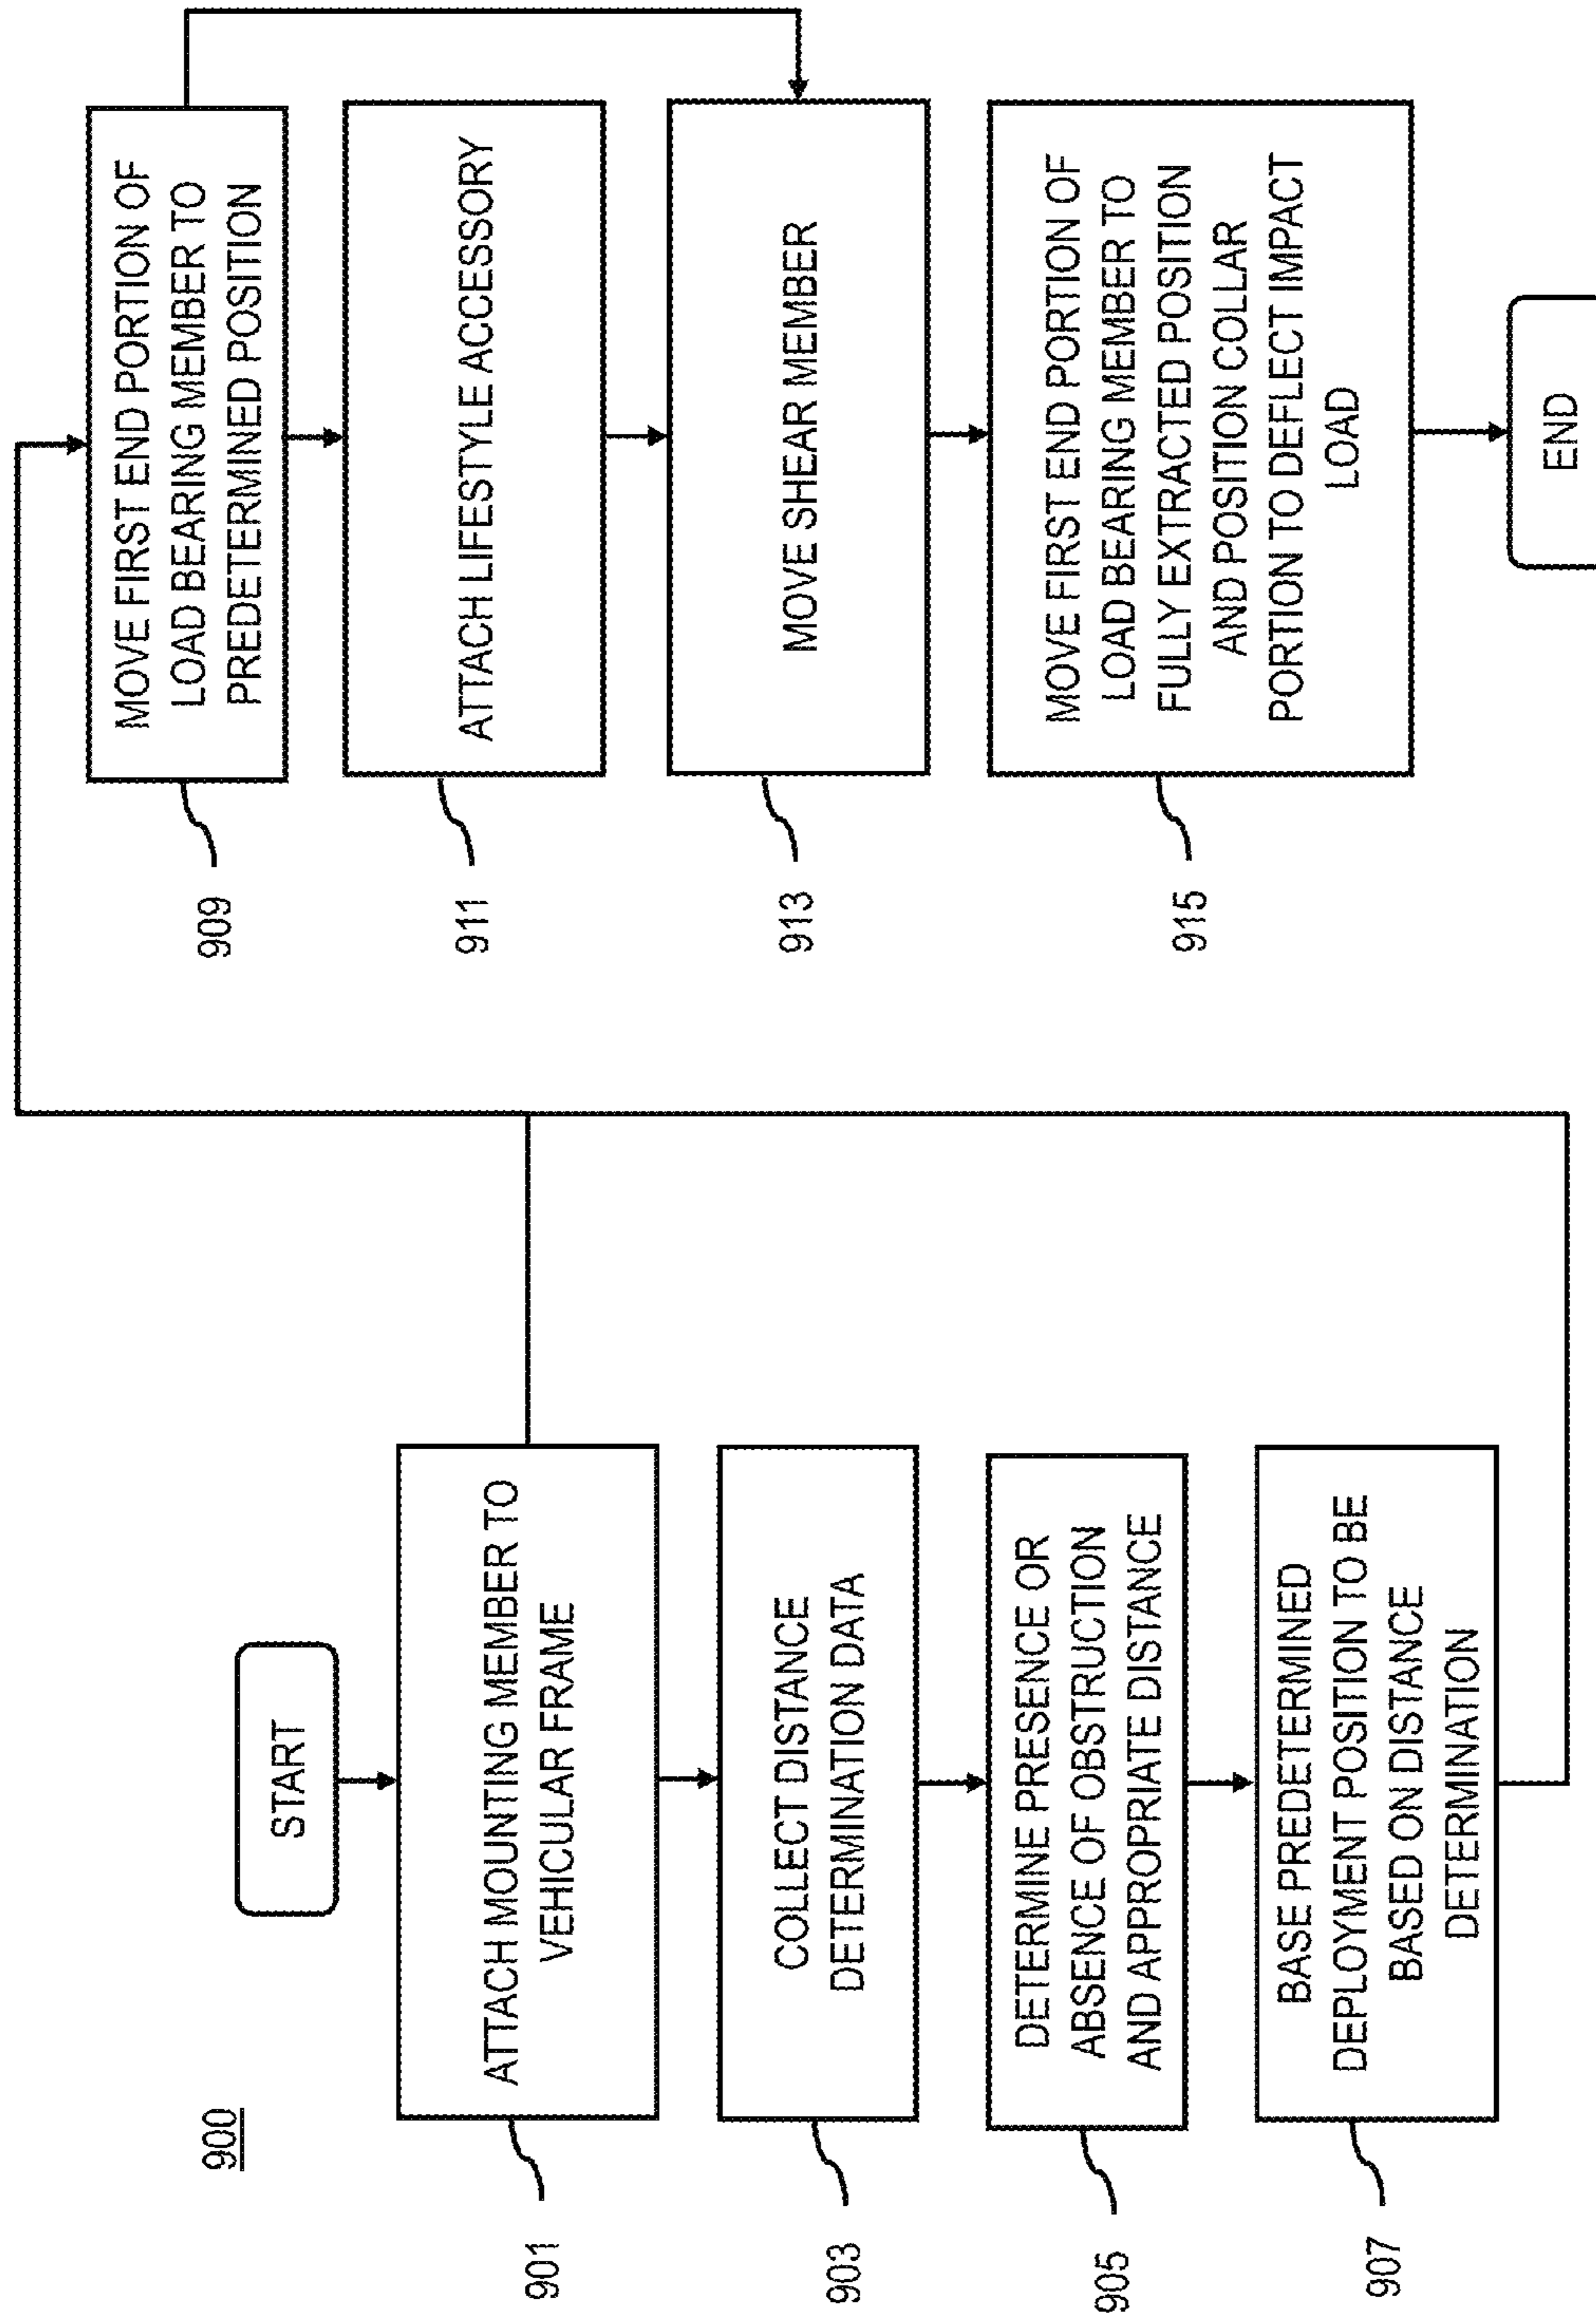 900
START
901
ATTACH MOUNTING MEMBER TO
VEHICULAR FRAME
903
COLLECT DISTANCE
DETERMINATION DATA
905
DETERMINE PRESENCE OR
ABSENCE OF OBSTRUCTION
AND APPROPRIATE DISTANCE
907
BASE PREDETERMINED
DEPLOYMENT POSITION TO BE
BASED ON DISTANCE
DETERMINATION
909
MOVE FIRST END PORTION OF
LOAD BEARING MEMBER TO
PREDETERMINED POSITION
911
ATTACH LIFESTYLE ACCESSORY
913
MOVE SHEAR MEMBER
915
MOVE FIRST END PORTION OF
LOAD BEARING MEMBER TO
FULLY EXTRACTED POSITION
AND POSITION COLLAR
PORTION TO DEFLECT IMPACT
LOAD
END